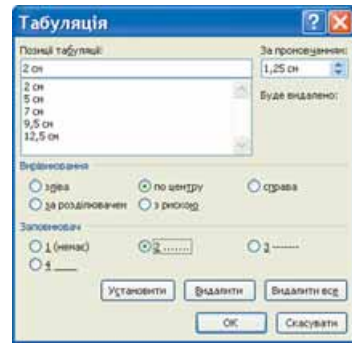 Табуляція
Позиції табуляції: За промовчанням:
2 см 1,25 см
2 см Буде видалено:
5 см
7 см
9,5 см
12,5 см
Вирівнювання
зліва по центру справа
за розділювачем з рискою
Заповнювач
1 (немає) 2 ....... 3 -------
4 ____
Установити Видалити Видалити все
ОК Скасувати